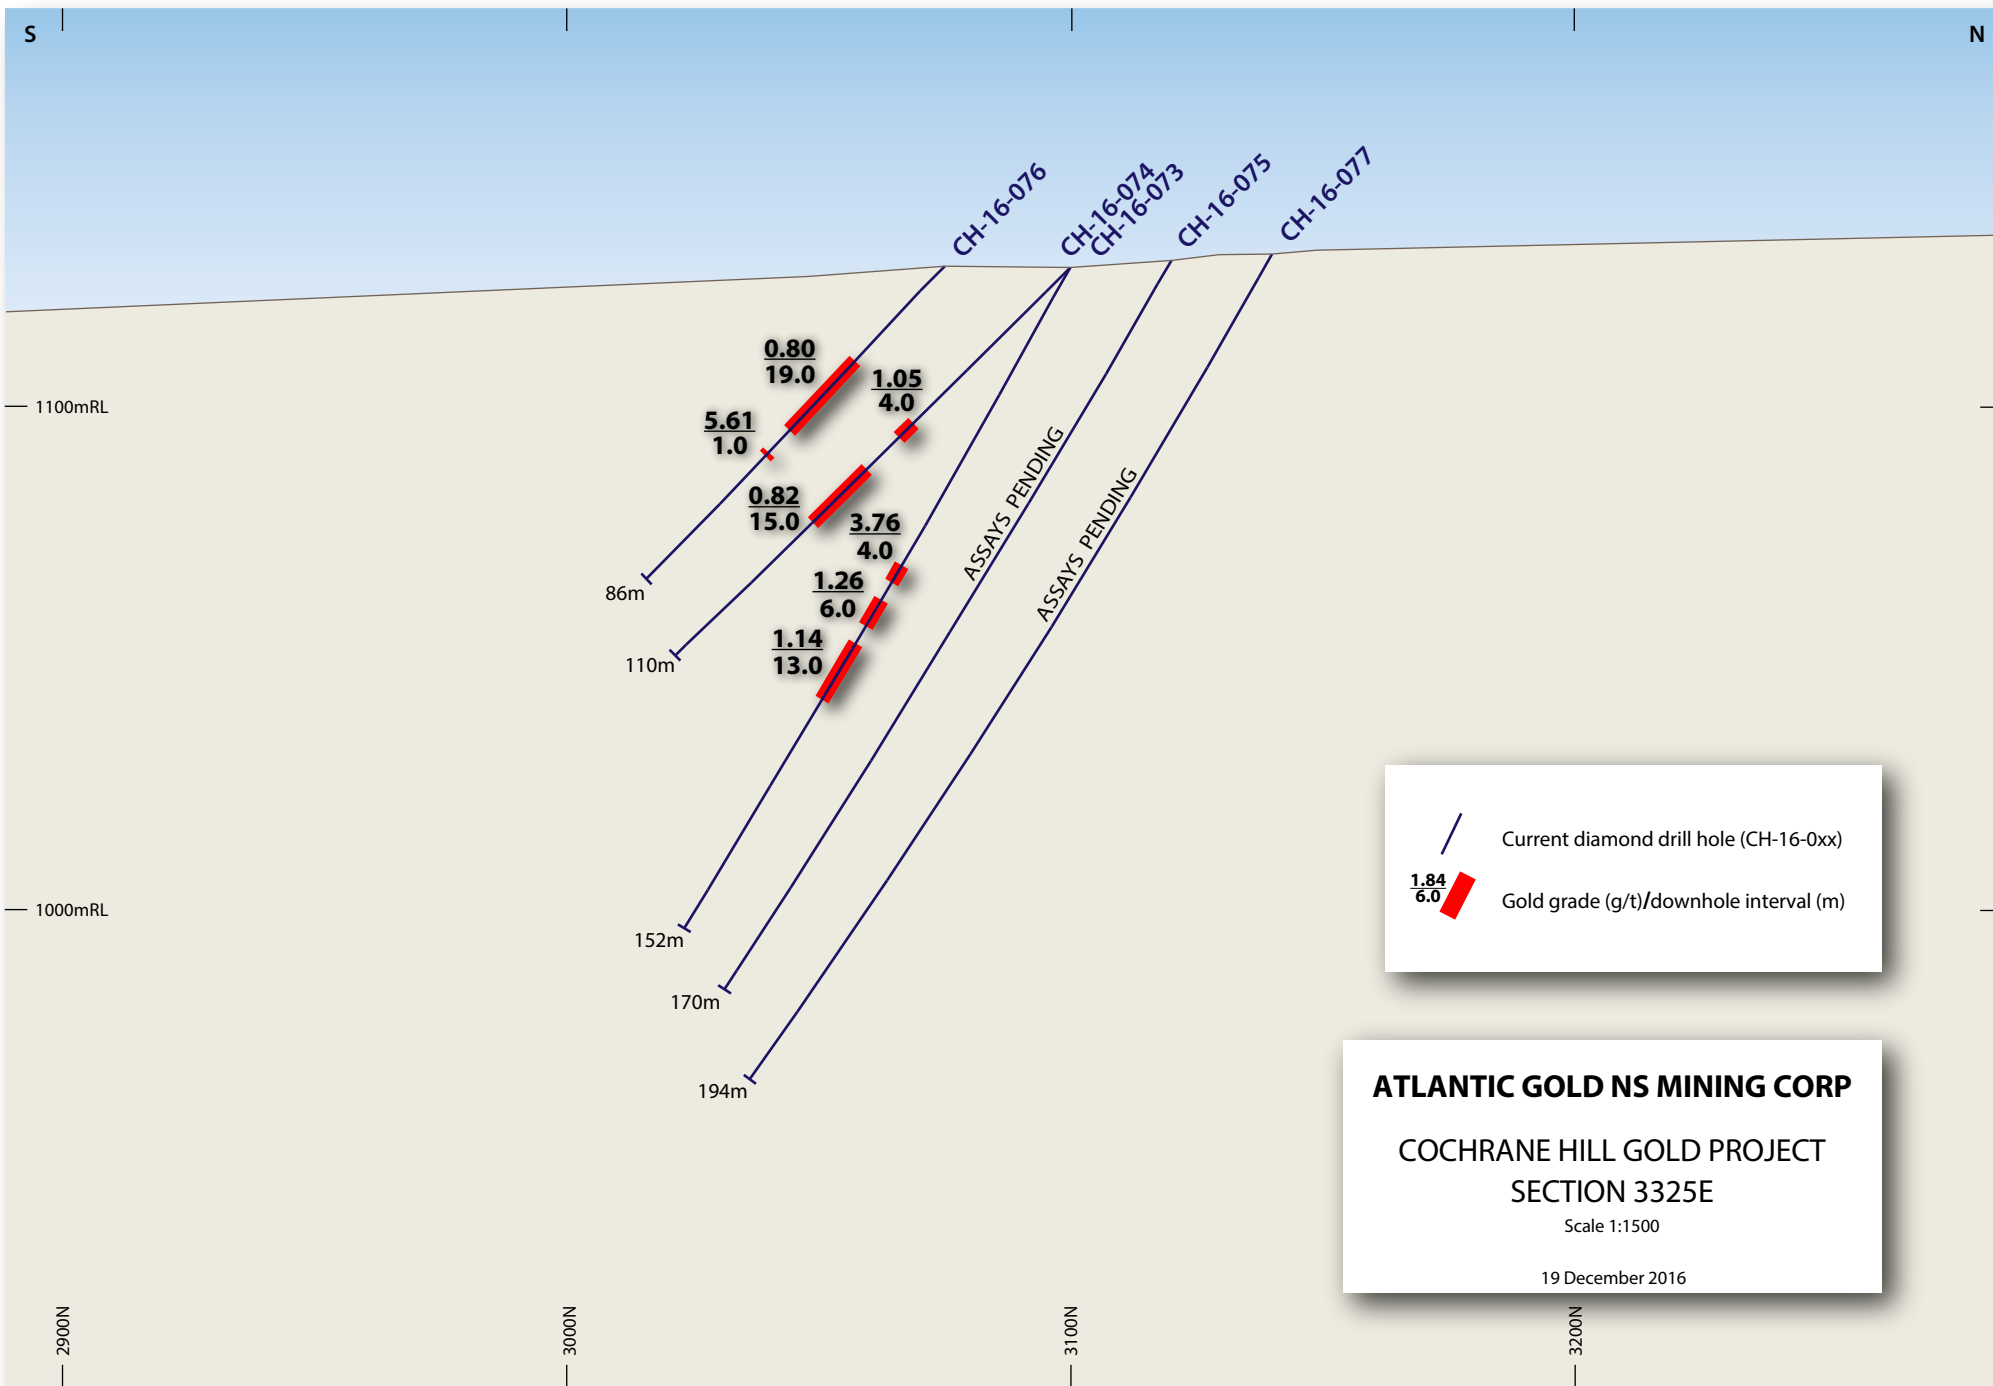 S
N
CH-16-076
CH-16-074
CH-16-073
CH-16-075
CH-16-077
0.80
19.0
1.05
4.0
1100mRL
5.61
1.0
0.82
15.0
3.76
4.0
ASSAYS PENDING
ASSAYS PENDING
86m
1.26
6.0
110m
1.14
13.0
1000mRL
152m
170m
194m
Current diamond drill hole (CH-16-0xx)
1.84
6.0
Gold grade (g/t)/downhole interval (m)
ATLANTIC GOLD NS MINING CORP
COCHRANE HILL GOLD PROJECT
SECTION 3325E
Scale 1:1500
19 December 2016
2900N
3000N
3100N
3200N